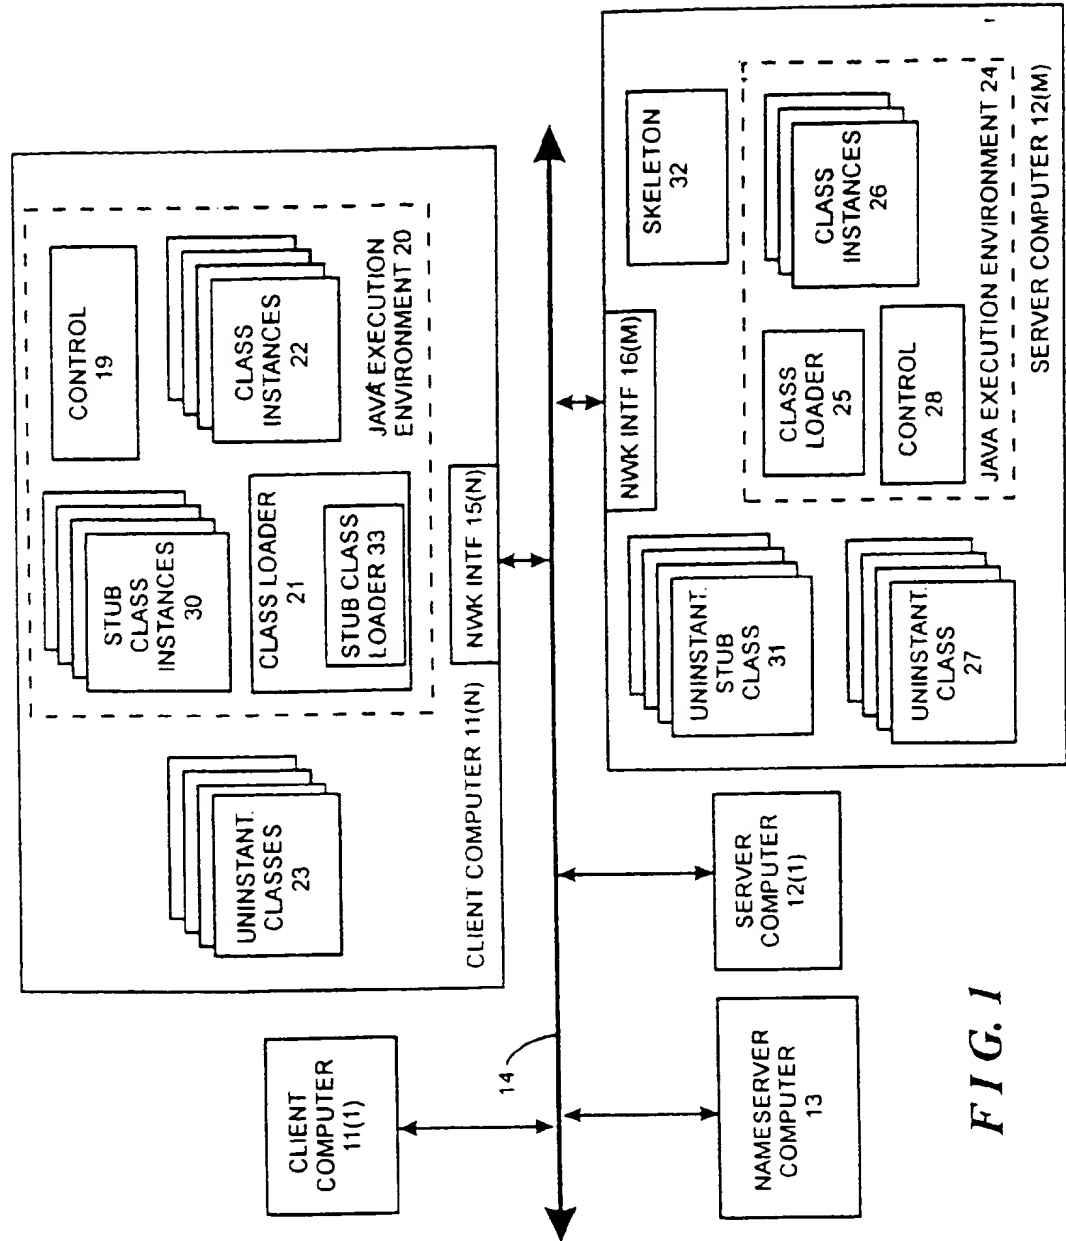 CLIENT
COMPUTER
11(1)
UNINSTANT.
CLASSES
23
STUB
CLASS
INSTANCES
30
CONTROL
19
CLASS LOADER
21
STUB CLASS
LOADER 33
CLASS
INSTANCES
22
JAVA EXECUTION
ENVIRONMENT 20
CLIENT COMPUTER 11(N)
NWK INTF 15(N)
14
NAMESERVER
COMPUTER
13
SERVER
COMPUTER
12(1)
NWK INTF 16(M)
UNINSTANT.
STUB
CLASS
31
SKELETON
32
UNINSTANT.
CLASS
27
CLASS
LOADER
25
CLASS
INSTANCES
26
CONTROL
28
JAVA EXECUTION ENVIRONMENT 24
SERVER COMPUTER 12(M)
FIG. 1